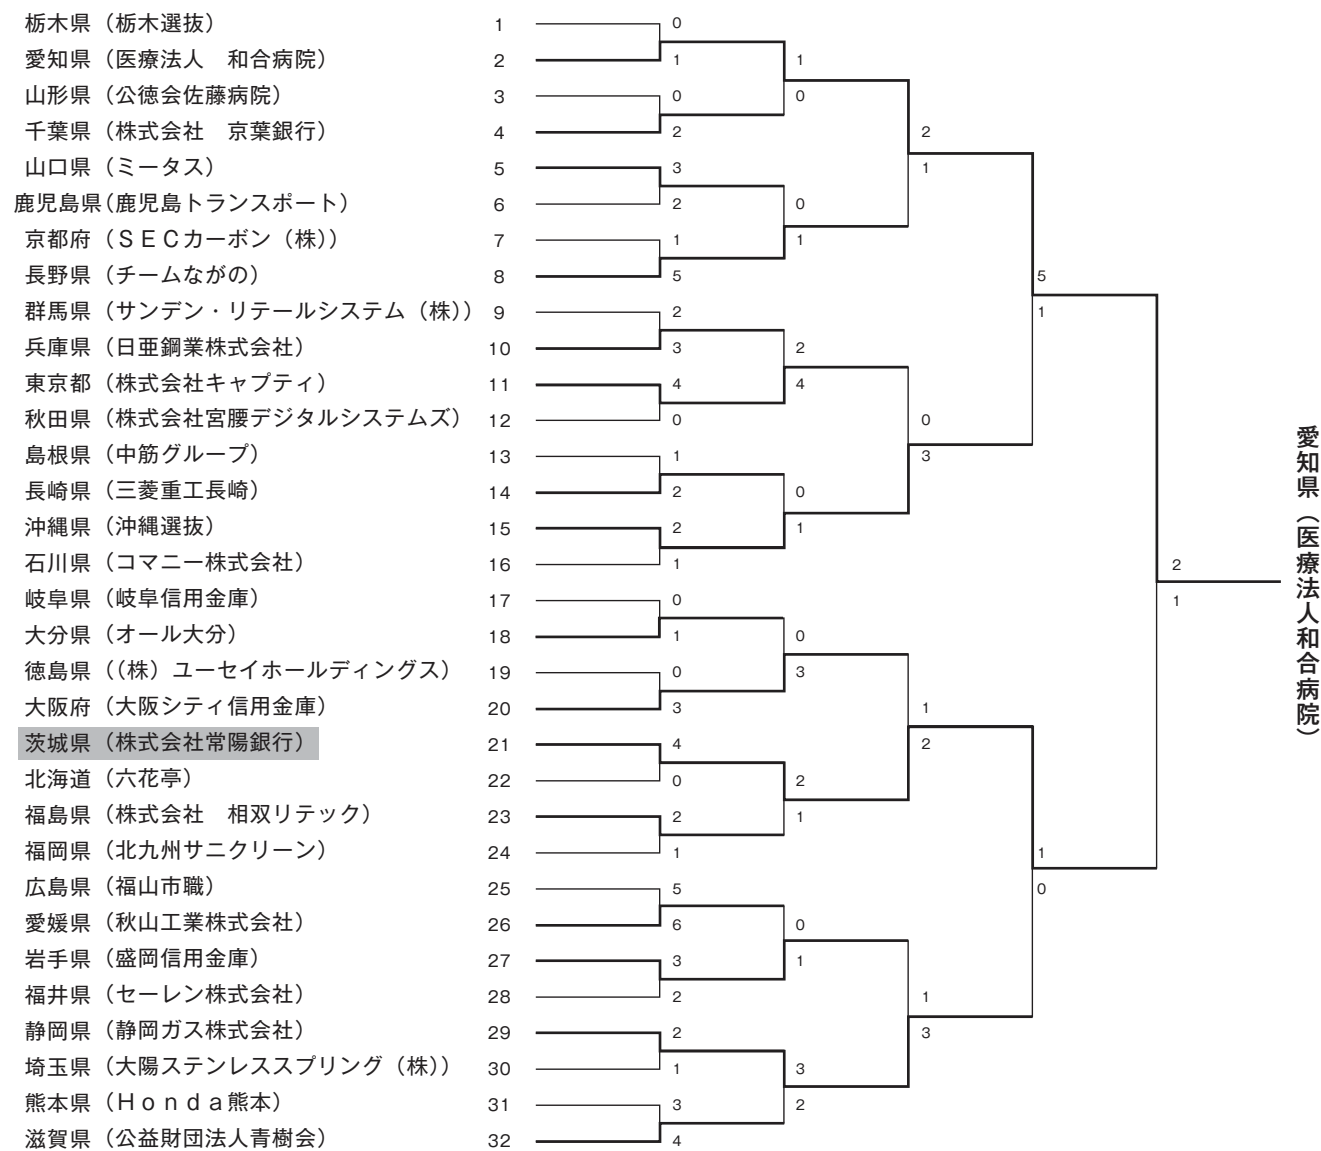 栃木県（栃木選抜） 1 0
愛知県（医療法人　和合病院） 2 1 1
山形県（公徳会佐藤病院） 3 0 0
千葉県（株式会社　京葉銀行） 4 2 2
山口県（ミータス） 5 3 1
鹿児島県（鹿児島トランスポート） 6 2 0
京都府（ＳＥＣカーボン（株）） 7 1 1
長野県（チームながの） 8 5 5
群馬県（サンデン・リテールシステム（株）） 9 2 1
兵庫県（日亜鋼業株式会社） 10 3 2
東京都（株式会社キャプティ） 11 4 4
秋田県（株式会社宮腰デジタルシステムズ） 12 0 0
島根県（中筋グループ） 13 1 3
長崎県（三菱重工長崎） 14 2 0
沖縄県（沖縄選抜） 15 2 1
石川県（コマニー株式会社） 16 1 2
岐阜県（岐阜信用金庫） 17 0 1
大分県（オール大分） 18 1 0
徳島県（（株）ユーセイホールディングス） 19 0 3
大阪府（大阪シティ信用金庫） 20 3 1
茨城県（株式会社常陽銀行） 21 4 2
北海道（六花亭） 22 0 2
福島県（株式会社　相双リテック） 23 2 1
福岡県（北九州サニクリーン） 24 1 1
広島県（福山市職） 25 5 0
愛媛県（秋山工業株式会社） 26 6 0
岩手県（盛岡信用金庫） 27 3 1
福井県（セーレン株式会社） 28 2 1
静岡県（静岡ガス株式会社） 29 2 3
埼玉県（大陽ステンレススプリング（株）） 30 1 3
熊本県（Ｈｏｎｄａ熊本） 31 3 2
滋賀県（公益財団法人青樹会） 32 4
愛知県（医療法人和合病院）